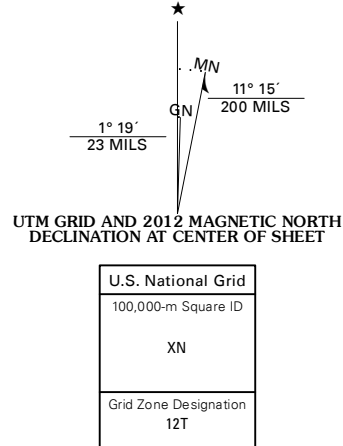 ★
MN
GN
11° 15´
200 MILS
1° 19´
23 MILS
UTM GRID AND 2012 MAGNETIC NORTH
DECLINATION AT CENTER OF SHEET
U.S. National Grid
100,000-m Square ID
XN
Grid Zone Designation
12T